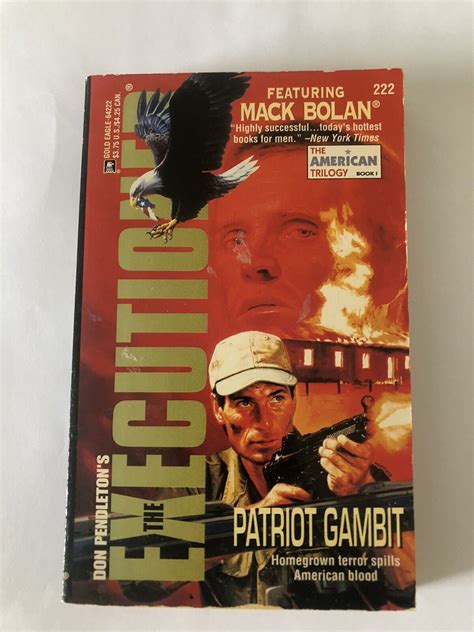 GOLD EAGLE•64222
$3.75 U.S./$4.25 CAN.
FEATURING
222
MACK BOLAN®
"Highly successful...today's hottest
books for men." –New York Times
THE
AMERICAN
TRILOGY
BOOK I
DON PENDLETON'S
THE
EXECUTIONER®
PATRIOT GAMBIT
Homegrown terror spills
American blood